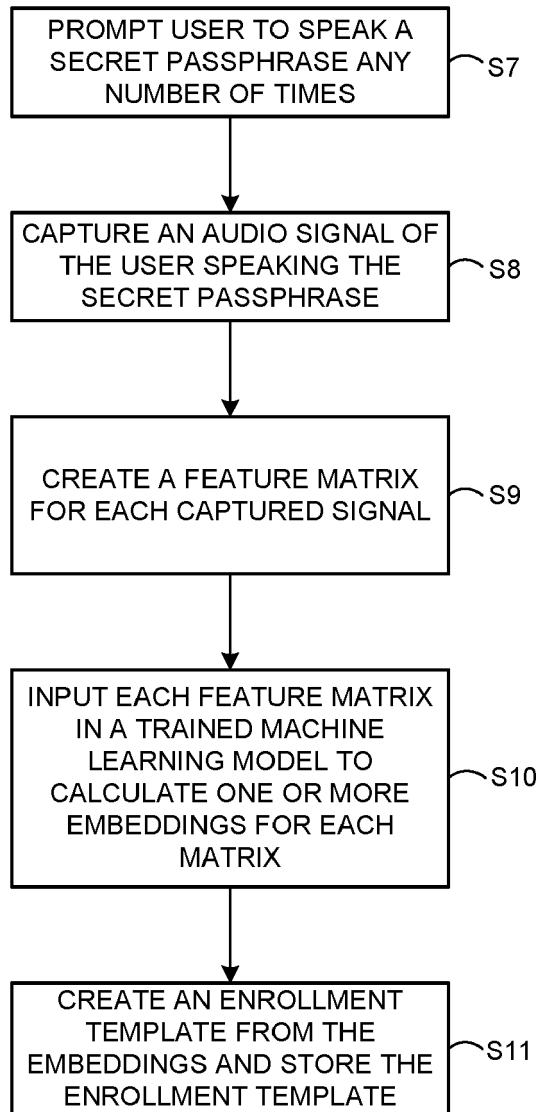 PROMPT USER TO SPEAK A
SECRET PASSPHRASE ANY
NUMBER OF TIMES
S7
CAPTURE AN AUDIO SIGNAL OF
THE USER SPEAKING THE
SECRET PASSPHRASE
S8
CREATE A FEATURE MATRIX
FOR EACH CAPTURED SIGNAL
S9
INPUT EACH FEATURE MATRIX
IN A TRAINED MACHINE
LEARNING MODEL TO
CALCULATE ONE OR MORE
EMBEDDINGS FOR EACH
MATRIX
S10
CREATE AN ENROLLMENT
TEMPLATE FROM THE
EMBEDDINGS AND STORE THE
ENROLLMENT TEMPLATE
S11